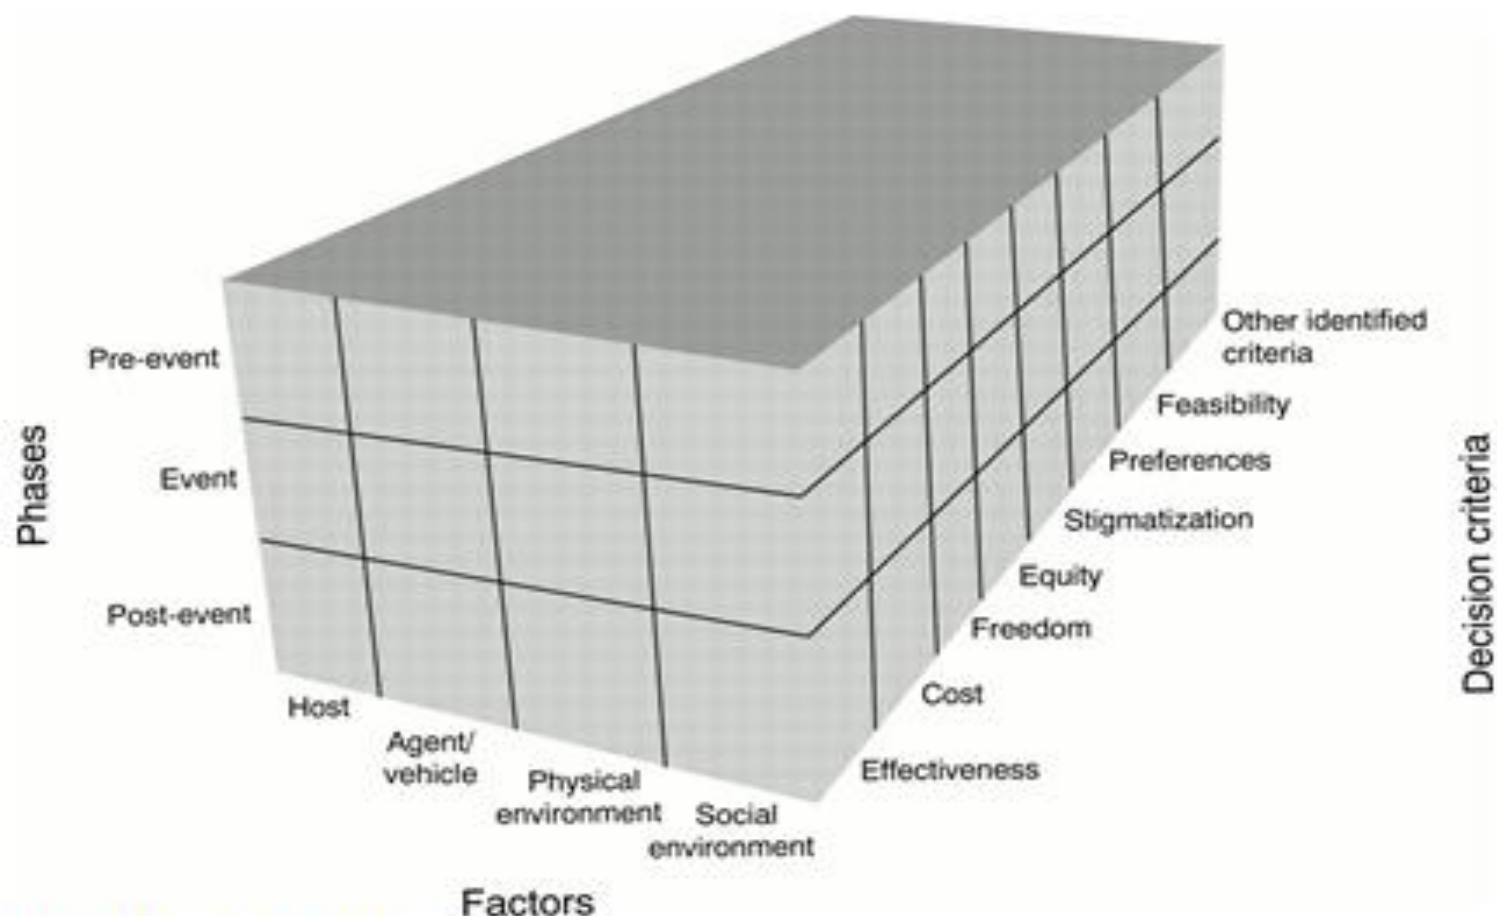 Phases
Pre-event
Event
Post-event
Host
Agent/
vehicle
Physical
environment
Social
environment
Factors
Effectiveness
Cost
Freedom
Equity
Stigmatization
Preferences
Feasibility
Other identified
criteria
Decision criteria